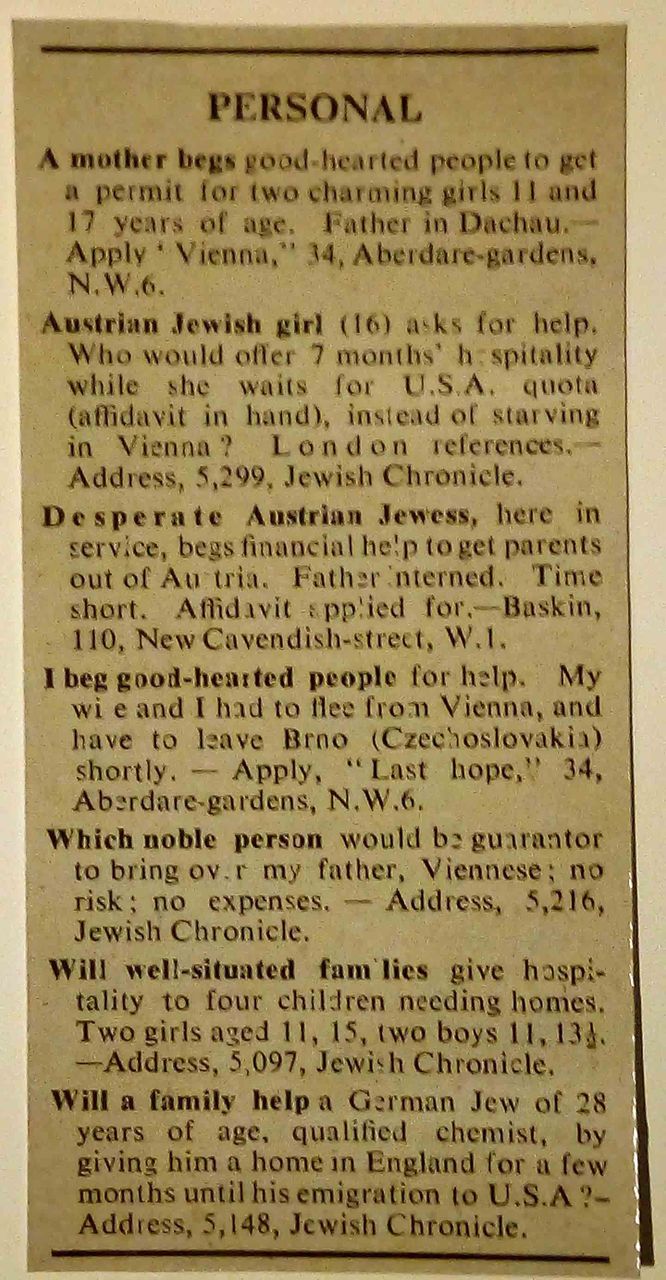 PERSONAL
A mother begs good-hearted people to get
a permit for two charming girls 11 and
17 years of age. Father in Dachau.—
Apply ‘ Vienna,” 34, Aberdare-gardens,
N.W.6.
Austrian Jewish girl (16) asks for help.
Who would offer 7 months’ h spitality
while she waits for U.S.A. quota
(affidavit in hand), instead of starving
in Vienna ? London references.—
Address, 5,299, Jewish Chronicle.
Desperate Austrian Jewess, here in
service, begs financial help to get parents
out of Au tria. Father nterned. Time
short. Affidavit applied for.—Baskin,
110, New Cavendish-street, W.1.
I beg good-hearted people for help. My
wi e and I had to flee from Vienna, and
have to leave Brno (Czechoslovakia)
shortly. — Apply, “ Last hope,” 34,
Aberdare-gardens, N.W.6.
Which noble person would be guarantor
to bring ov r my father, Viennese ; no
risk ; no expenses. — Address, 5,216,
Jewish Chronicle.
Will well-situated fam lies give hospi-
tality to four children needing homes.
Two girls aged 11, 15, two boys 11, 13½.
—Address, 5,097, Jewish Chronicle.
Will a family help a German Jew of 28
years of age, qualified chemist, by
giving him a home in England for a few
months until his emigration to U.S.A ?–
Address, 5,148, Jewish Chronicle.